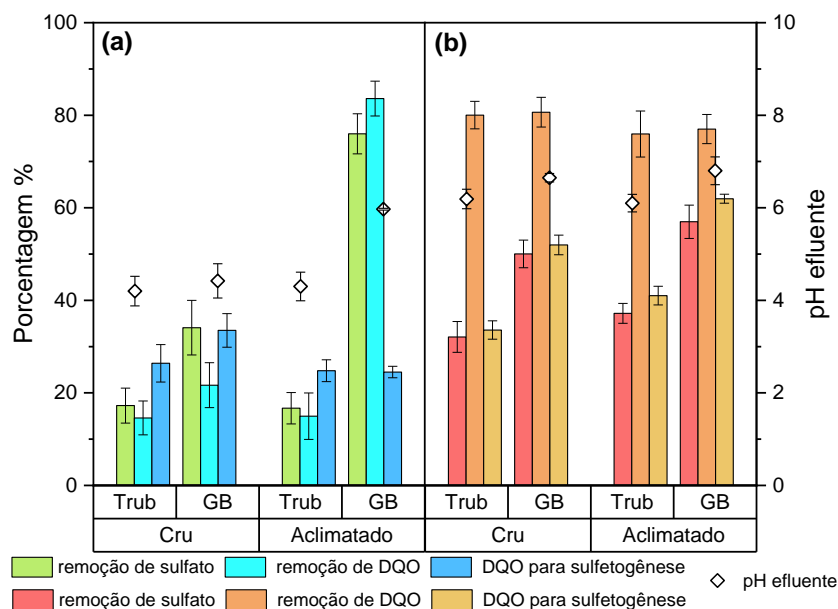 (a)
(b)
Porcentagem %
100
80
60
40
20
0
10
8
6
4
2
0
pH efluente
Trub GB Trub GB Trub GB Trub GB
Cru Aclimatado Cru Aclimatado
remoção de sulfato remoção de DQO DQO para sulfetogênese
remoção de sulfato remoção de DQO DQO para sulfetogênese
pH efluente